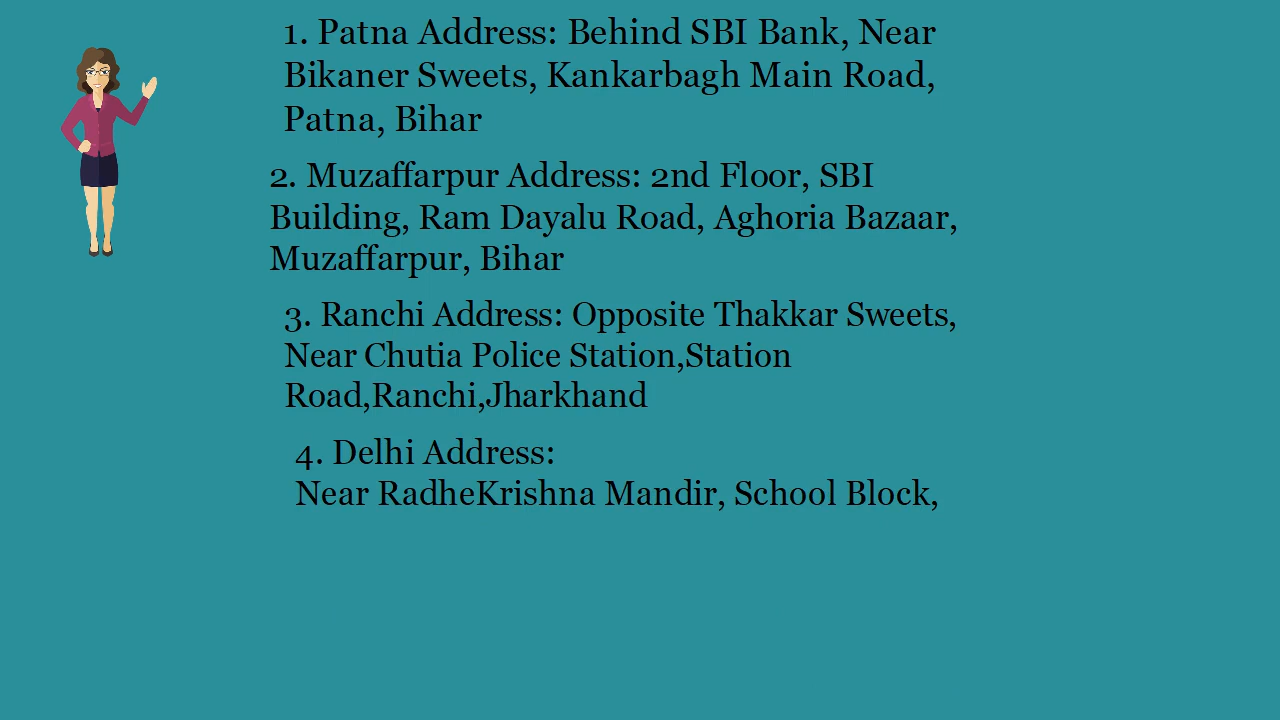 1. Patna Address: Behind SBI Bank, Near
Bikaner Sweets, Kankarbagh Main Road,
Patna, Bihar
2. Muzaffarpur Address: 2nd Floor, SBI
Building, Ram Dayalu Road, Aghoria Bazaar,
Muzaffarpur, Bihar
3. Ranchi Address: Opposite Thakkar Sweets,
Near Chutia Police Station,Station
Road,Ranchi,Jharkhand
4. Delhi Address:
Near RadheKrishna Mandir, School Block,